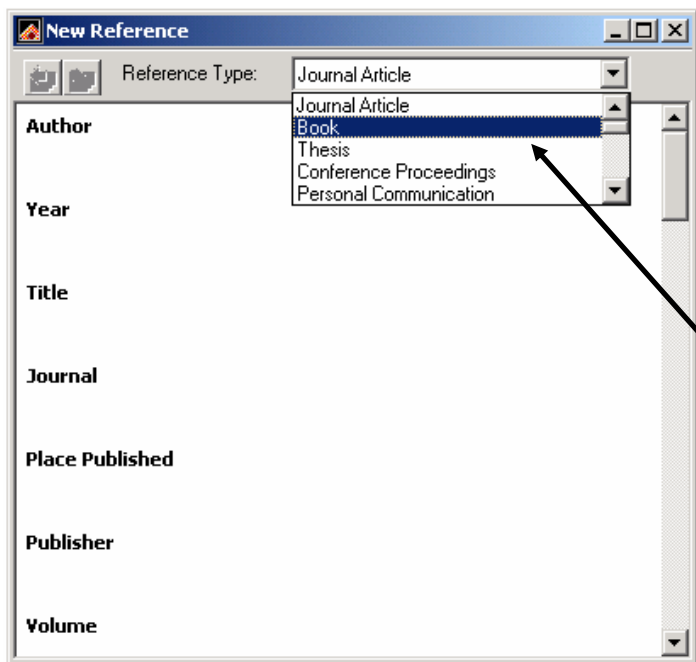 New Reference
Reference Type: Journal Article
Journal Article
Book
Thesis
Conference Proceedings
Personal Communication
Author
Year
Title
Journal
Place Published
Publisher
Volume